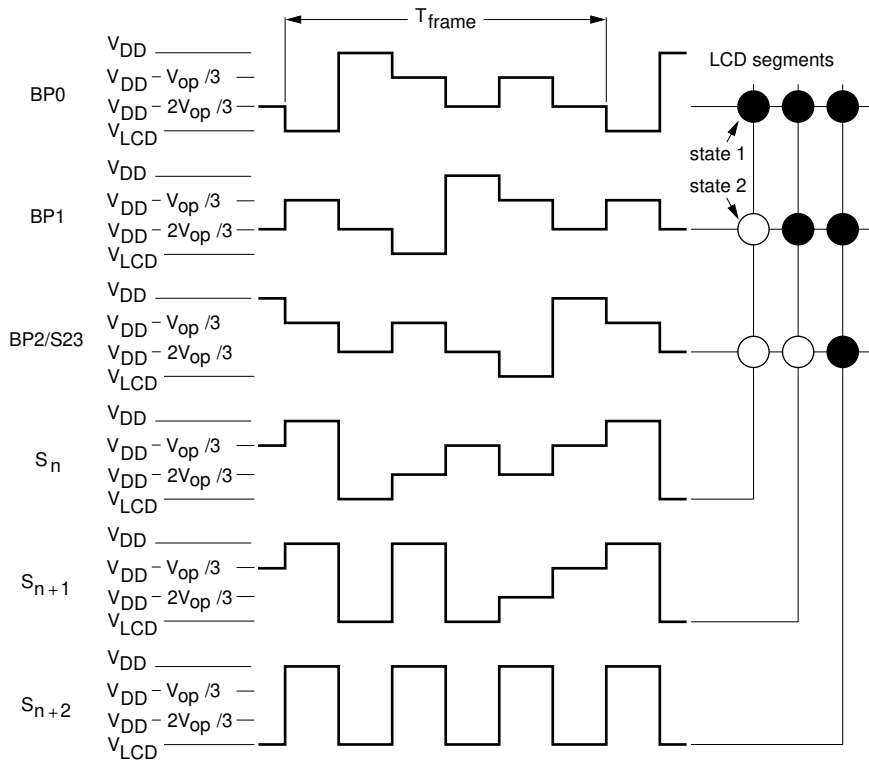 T_frame
V_DD
V_DD – V_op /3
V_DD – 2V_op /3
V_LCD
BP0
LCD segments
state 1
V_DD
V_DD – V_op /3
V_DD – 2V_op /3
V_LCD
BP1
state 2
V_DD
V_DD – V_op /3
V_DD – 2V_op /3
V_LCD
BP2/S23
V_DD
V_DD – V_op /3
V_DD – 2V_op /3
V_LCD
S_n
V_DD
V_DD – V_op /3
V_DD – 2V_op /3
V_LCD
S_n+1
V_DD
V_DD – V_op /3
V_DD – 2V_op /3
V_LCD
S_n+2